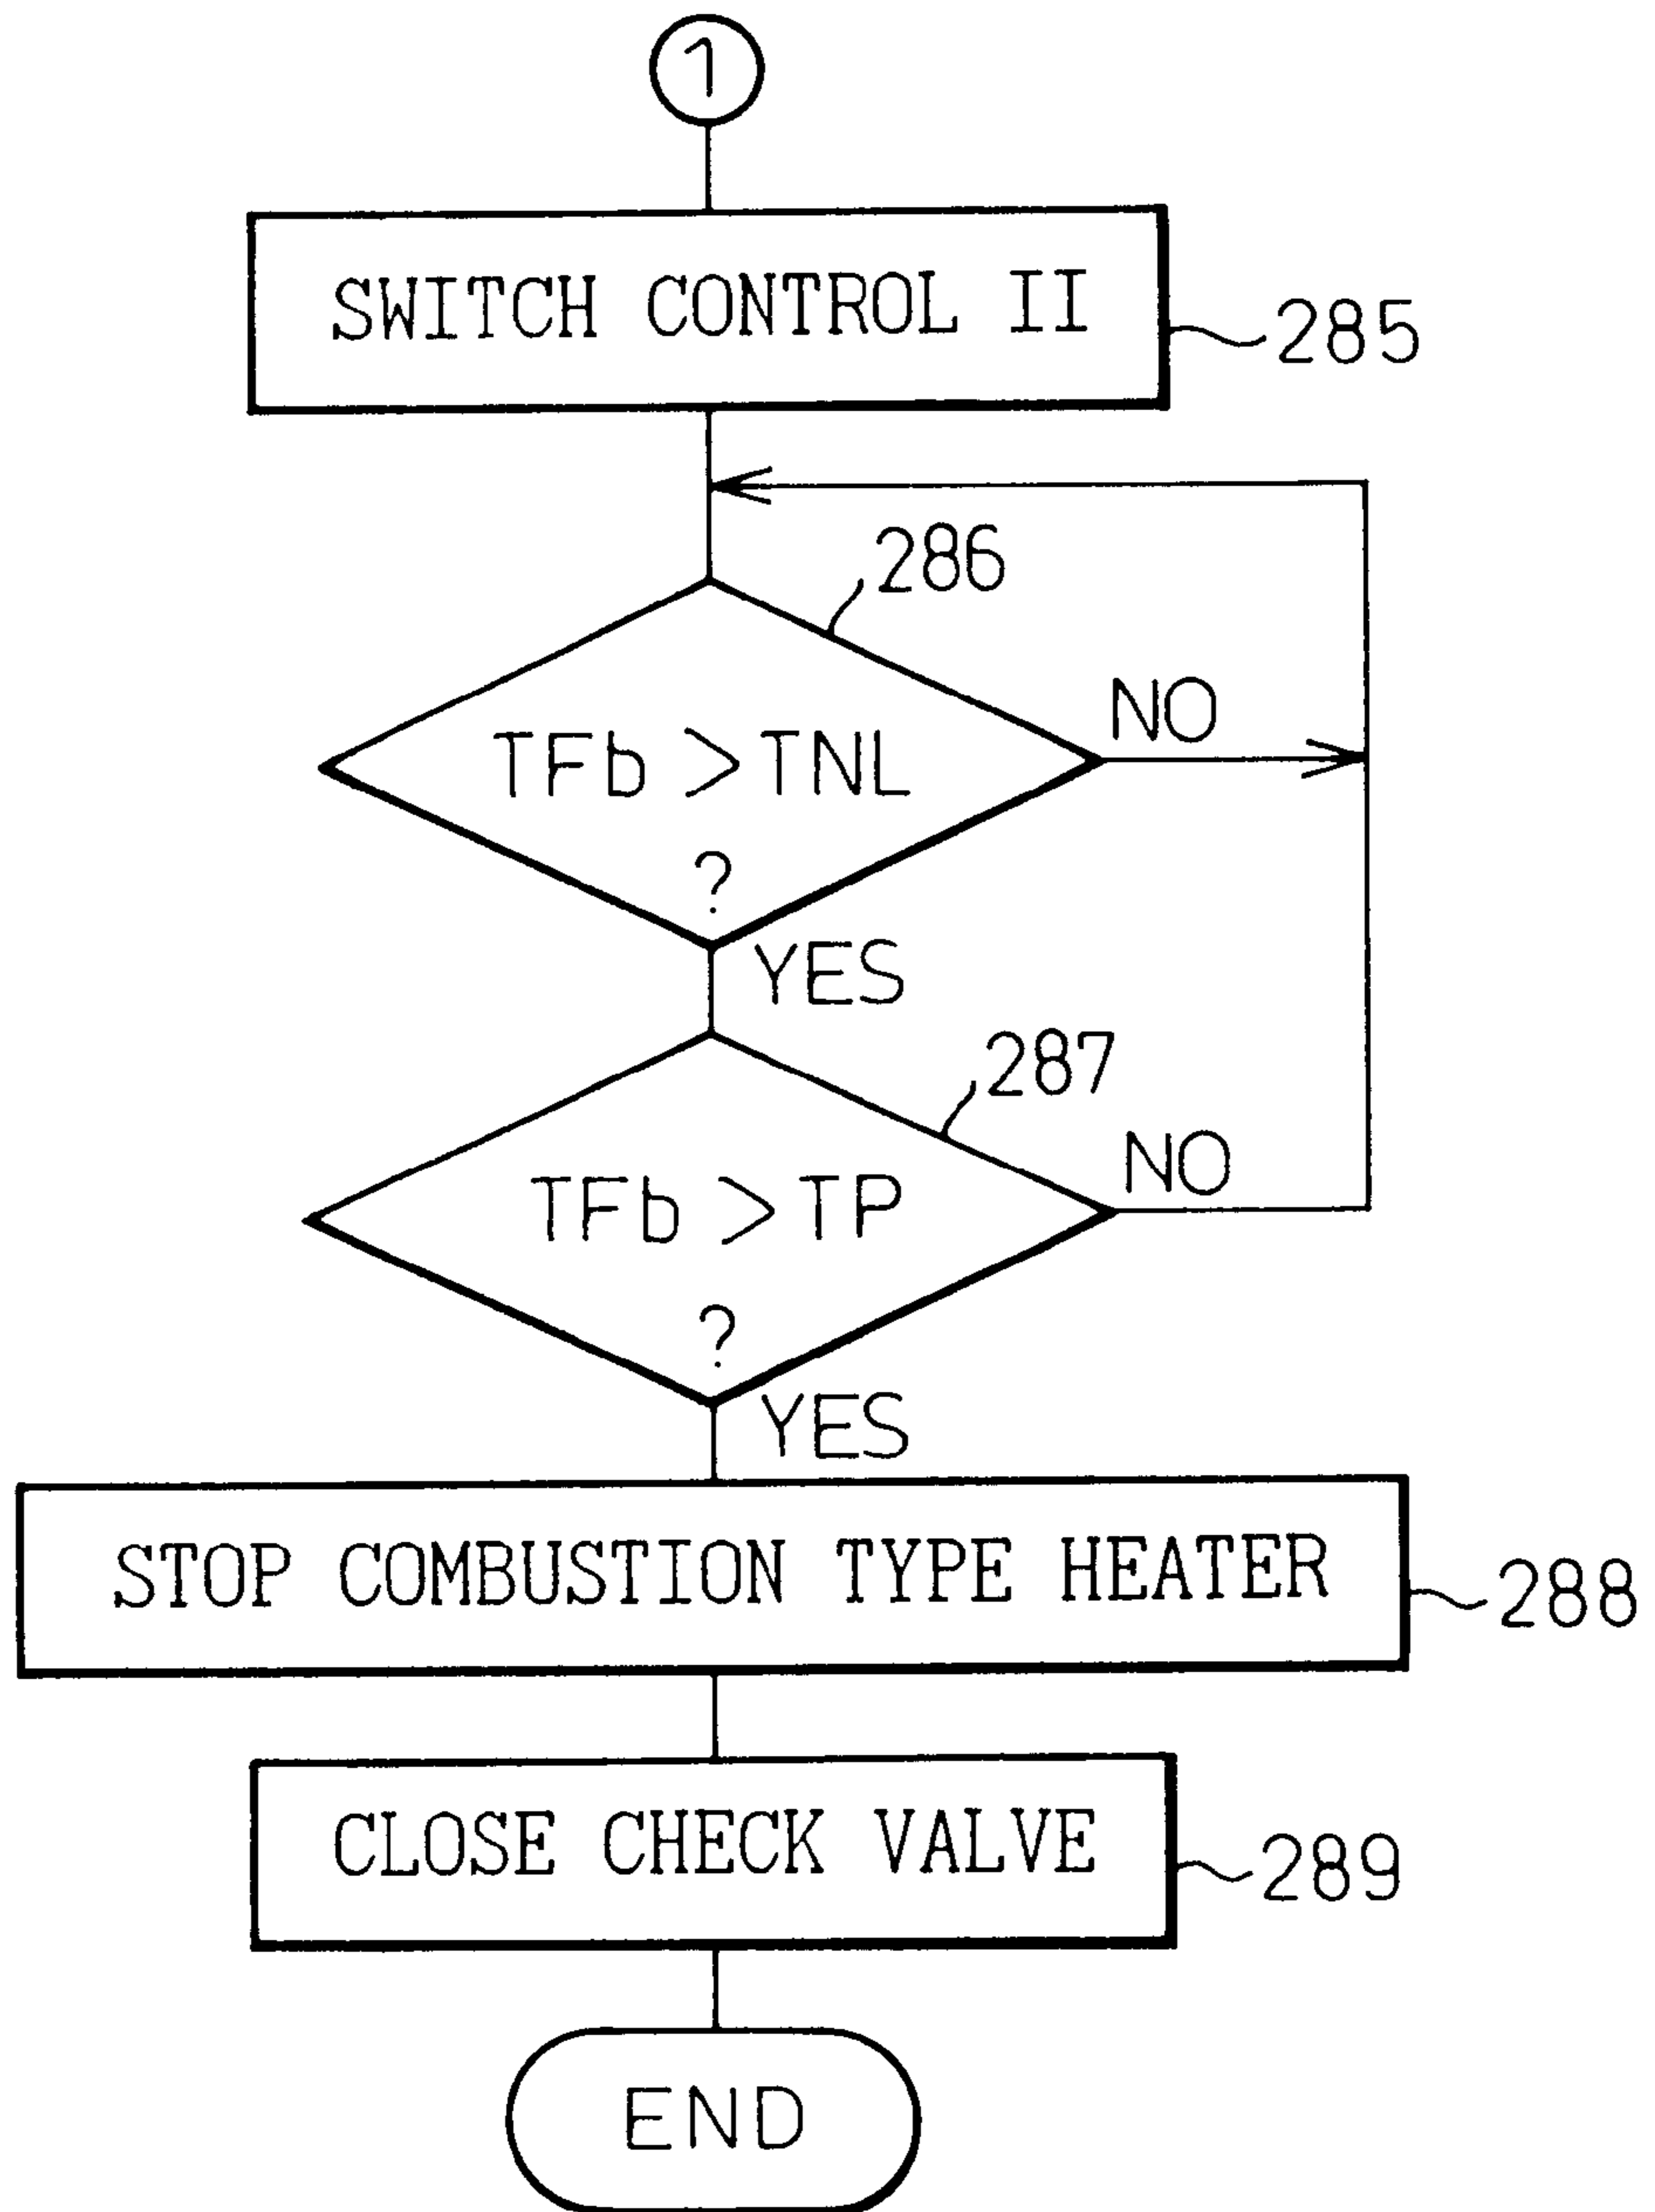 1
SWITCH CONTROL II
285
286
TFb >TNL
?
NO
YES
287
TFb >TP
?
NO
YES
STOP COMBUSTION TYPE HEATER
288
CLOSE CHECK VALVE
289
END